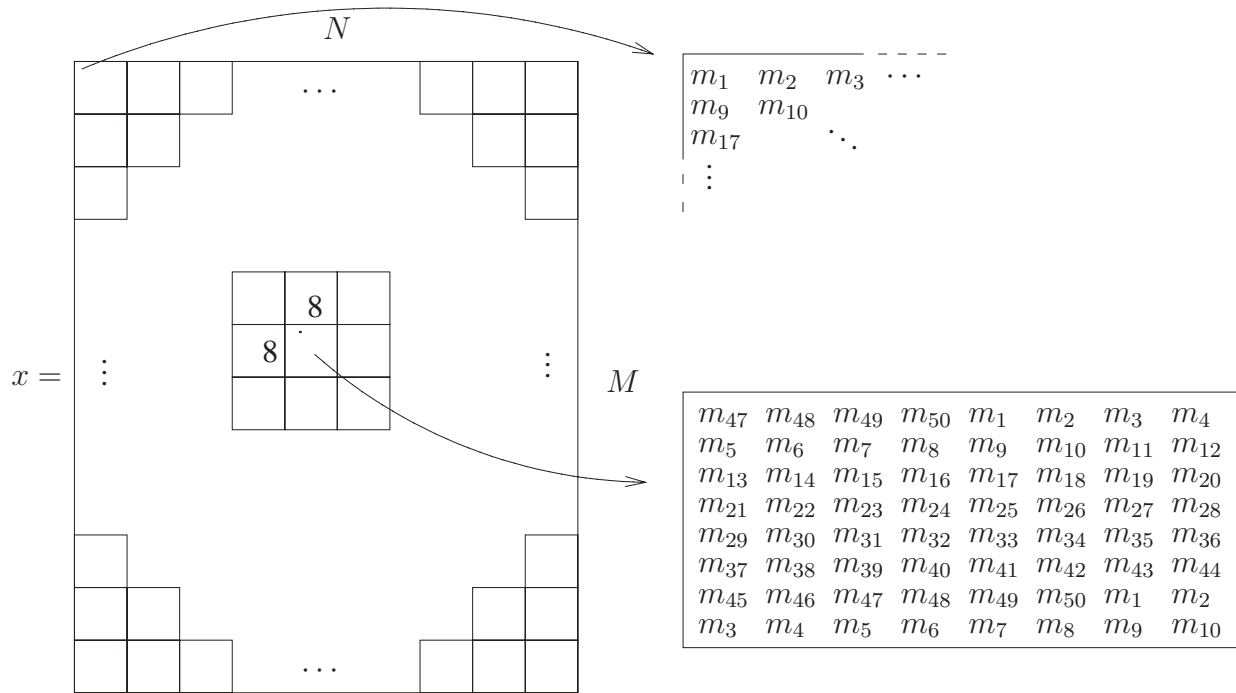 N
m₁ m₂ m₃ ⋯
m₉ m₁₀
m₁₇ ⋱
⋮
⋯
8
8
x = ⋮ ⋮ M
m₄₇ m₄₈ m₄₉ m₅₀ m₁ m₂ m₃ m₄
m₅ m₆ m₇ m₈ m₉ m₁₀ m₁₁ m₁₂
m₁₃ m₁₄ m₁₅ m₁₆ m₁₇ m₁₈ m₁₉ m₂₀
m₂₁ m₂₂ m₂₃ m₂₄ m₂₅ m₂₆ m₂₇ m₂₈
m₂₉ m₃₀ m₃₁ m₃₂ m₃₃ m₃₄ m₃₅ m₃₆
m₃₇ m₃₈ m₃₉ m₄₀ m₄₁ m₄₂ m₄₃ m₄₄
m₄₅ m₄₆ m₄₇ m₄₈ m₄₉ m₅₀ m₁ m₂
m₃ m₄ m₅ m₆ m₇ m₈ m₉ m₁₀
⋯